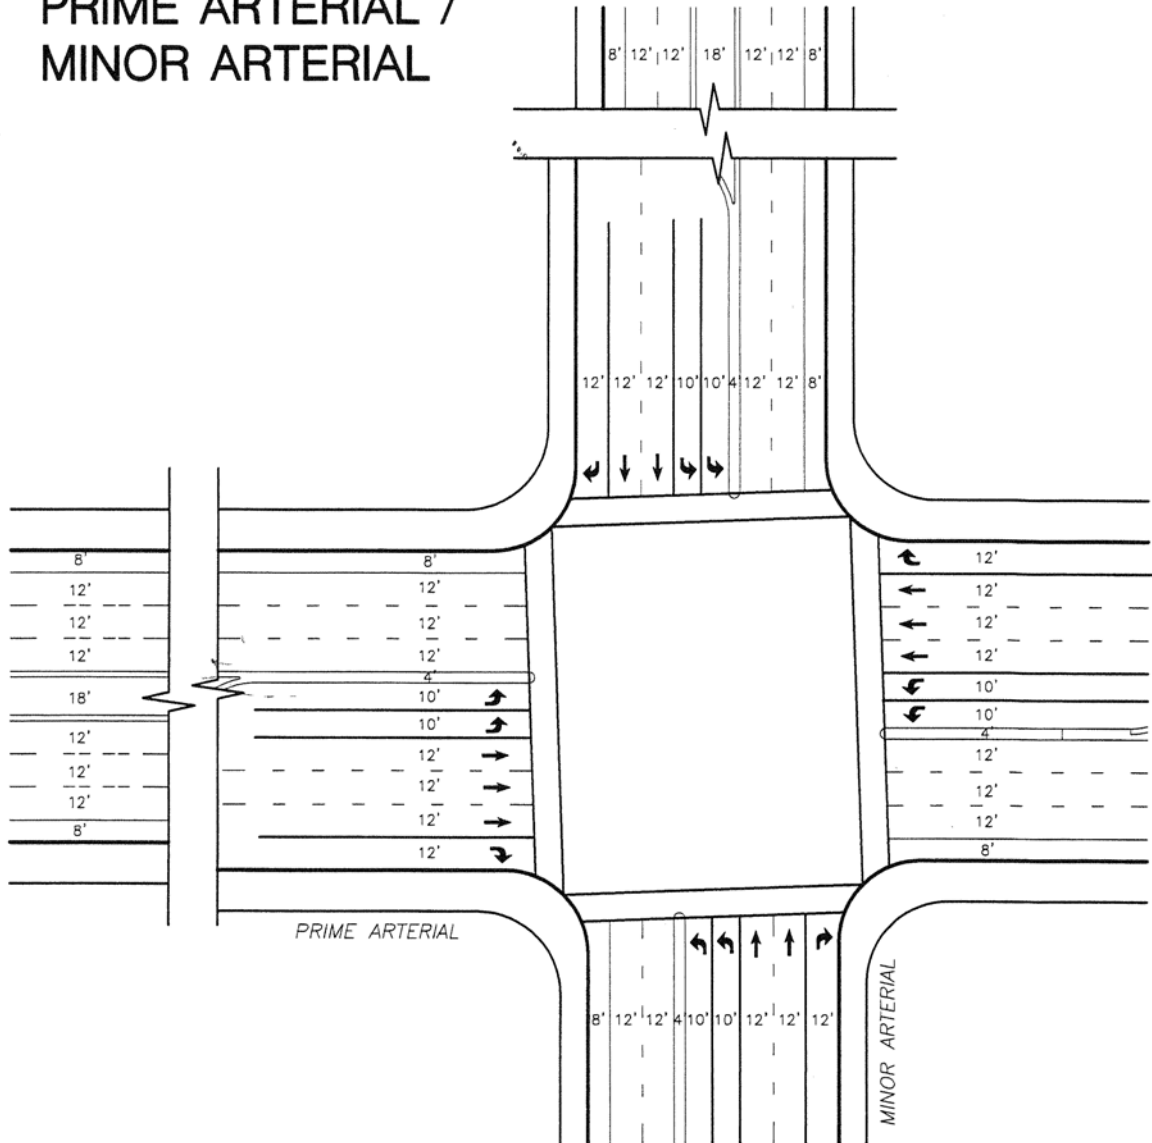 PRIME ARTERIAL /
MINOR ARTERIAL
8' 12' 12' 18' 12' 12' 8'
12' 12' 12' 10' 10' 4' 12' 12' 8'
8' 8' 12'
12' 12' 12'
12' 12' 12'
12' 12' 12'
4' 10'
18' 10' 10'
10' 4'
12' 12' 12'
12' 12' 12'
12' 12' 12'
8' 12' 8'
PRIME ARTERIAL
MINOR ARTERIAL
8' 12' 12' 4' 10' 10' 12' 12' 12'